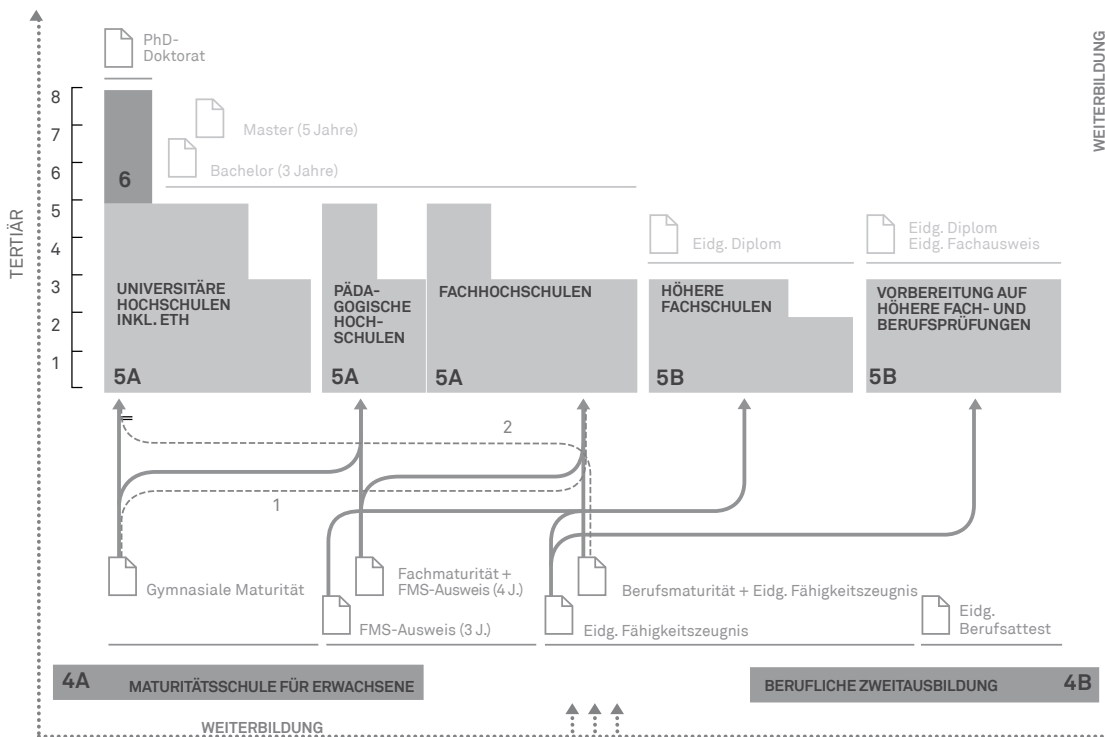 PhD-
Doktorat
WEITERBILDUNG
8
7
6
5
4
3
2
1
TERTIÄR
Master (5 Jahre)
Bachelor (3 Jahre)
6
Eidg. Diplom
Eidg. Diplom
Eidg. Fachausweis
UNIVERSITÄRE
HOCHSCHULEN
INKL. ETH
5A
PÄDA-
GOGISCHE
HOCH-
SCHULEN
5A
FACHHOCHSCHULEN
5A
HÖHERE
FACHSCHULEN
5B
VORBEREITUNG AUF
HÖHERE FACH- UND
BERUFSPRÜFUNGEN
5B
2
1
Gymnasiale Maturität
Fachmaturität +
FMS-Ausweis (4 J.)
Berufsmaturität + Eidg. Fähigkeitszeugnis
FMS-Ausweis (3 J.)
Eidg. Fähigkeitszeugnis
Eidg.
Berufsattest
4A MATURITÄTSSCHULE FÜR ERWACHSENE
BERUFLICHE ZWEITAUSBILDUNG 4B
WEITERBILDUNG